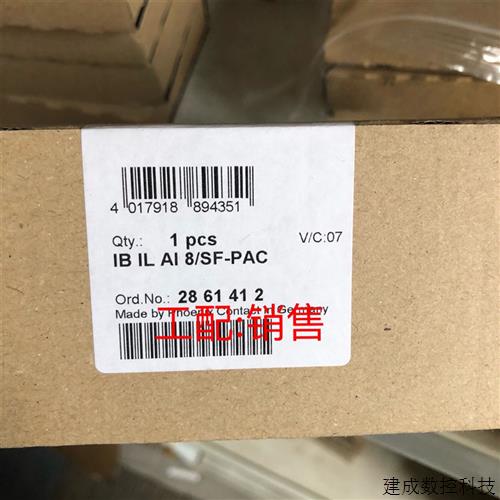 4 017918 894351
Qty.: 1 pcs V/C:07
IB IL AI 8/SF-PAC
Ord.No.: 28 61 41 2
Made by Phoenix Contact in Germany
工配:销售
建成数控科技